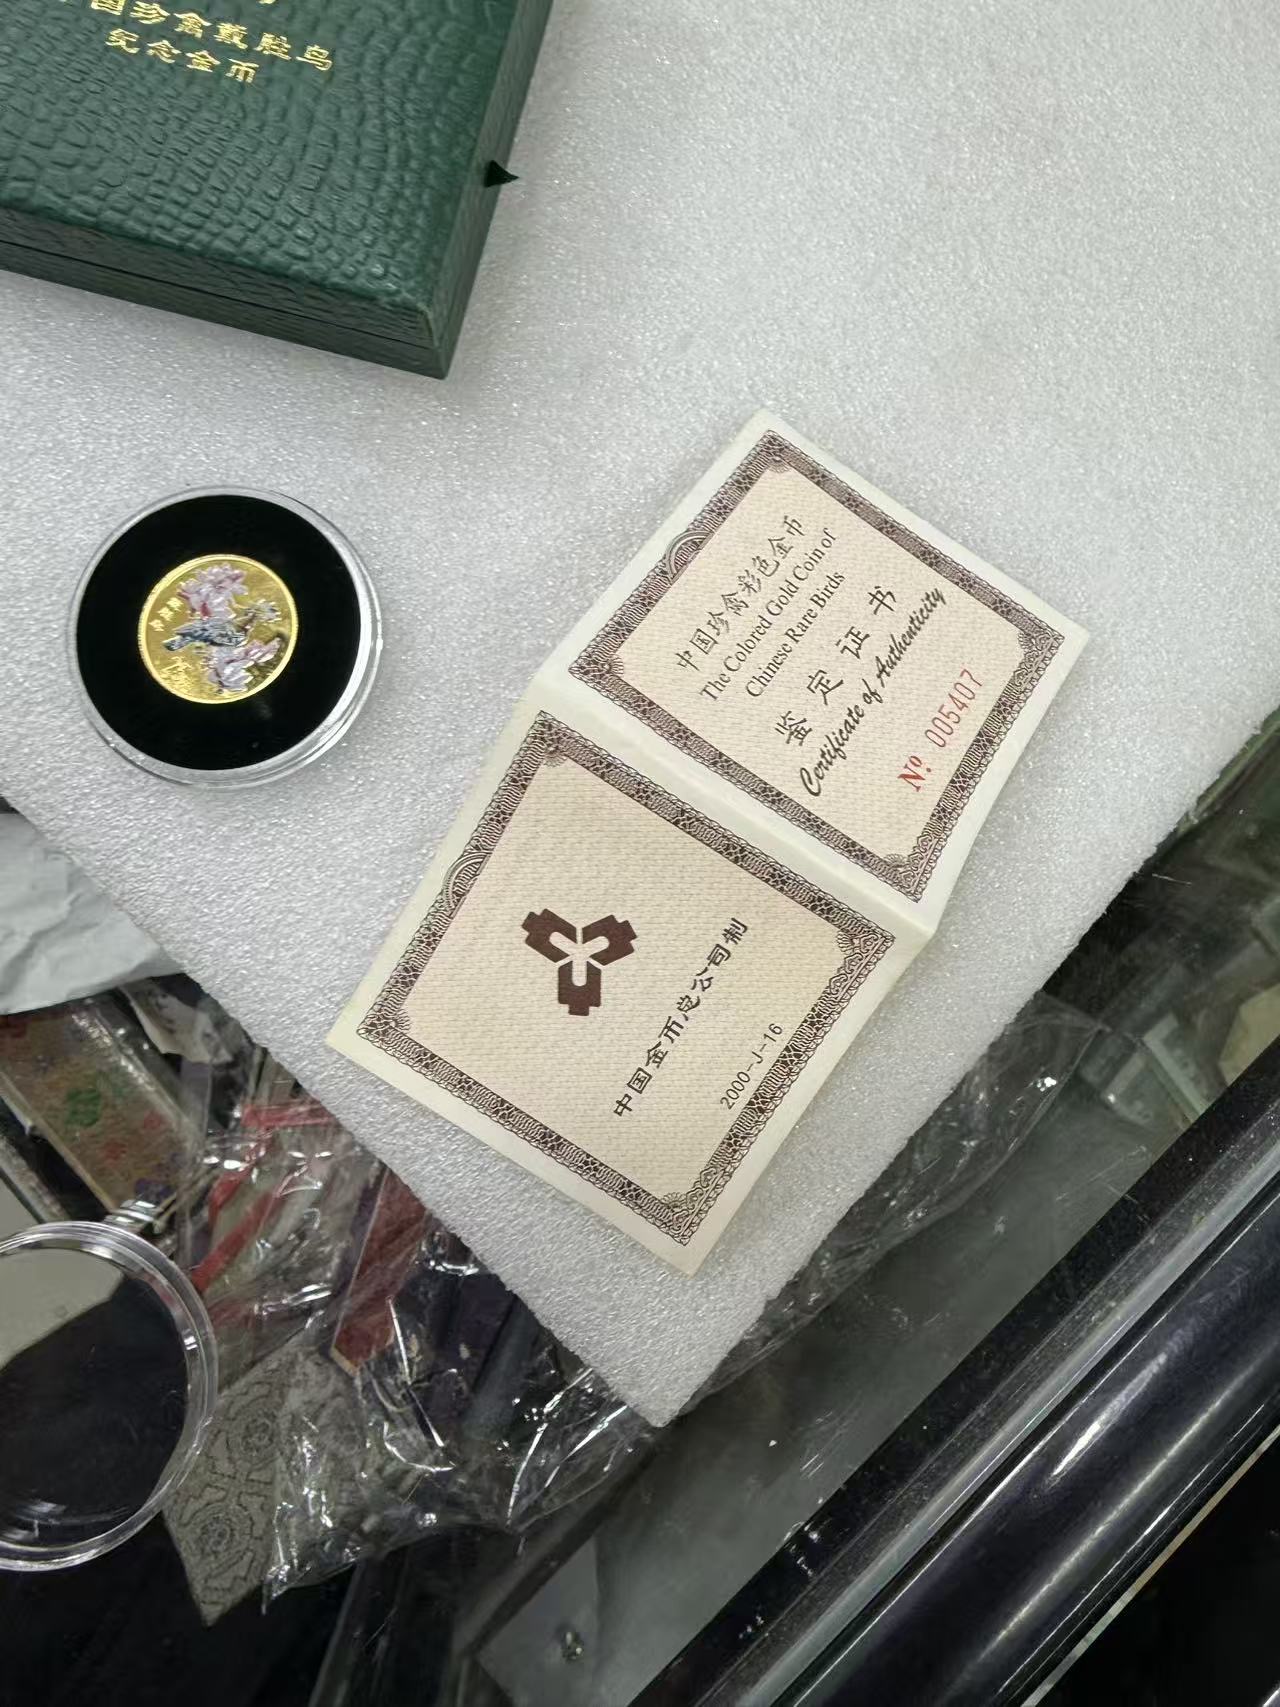 国珍禽戴胜鸟
纪念金币
中国珍禽彩色金币
The Colored Gold Coin of
Chinese Rare Birds
鉴定证书
Certificate of Authenticity
Nº 005407
中国金币总公司制
2000-J-16